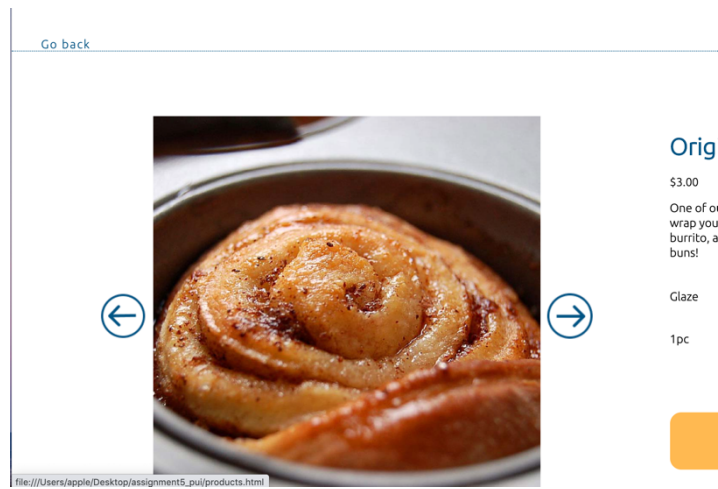 Go back
Orig
$3.00
One of ou
wrap you
burrito, a
buns!
Glaze
1pc
file:///Users/apple/Desktop/assignment5_pui/products.html